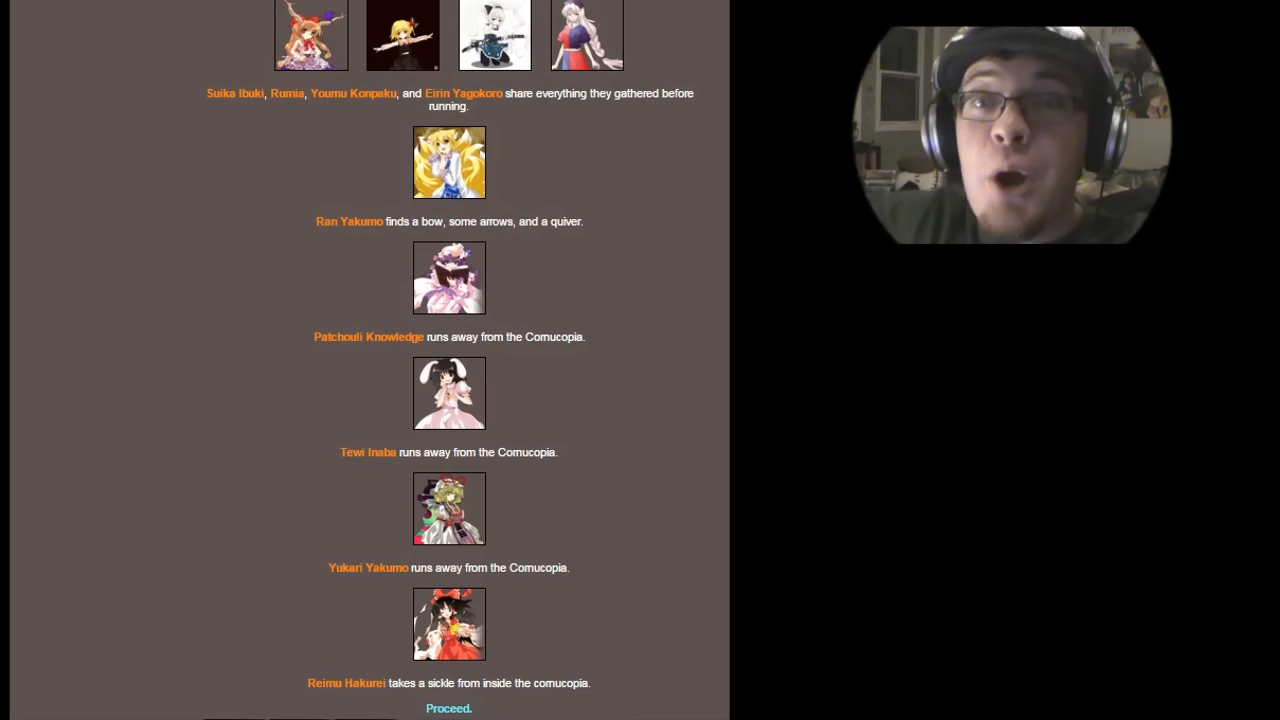 Suika Ibuki, Rumia, Youmu Konpaku, and Eirin Yagokoro share everything they gathered before
running.
Ran Yakumo finds a bow, some arrows, and a quiver.
Patchouli Knowledge runs away from the Cornucopia.
Tewi Inaba runs away from the Cornucopia.
Yukari Yakumo runs away from the Cornucopia.
Reimu Hakurei takes a sickle from inside the cornucopia.
Proceed.